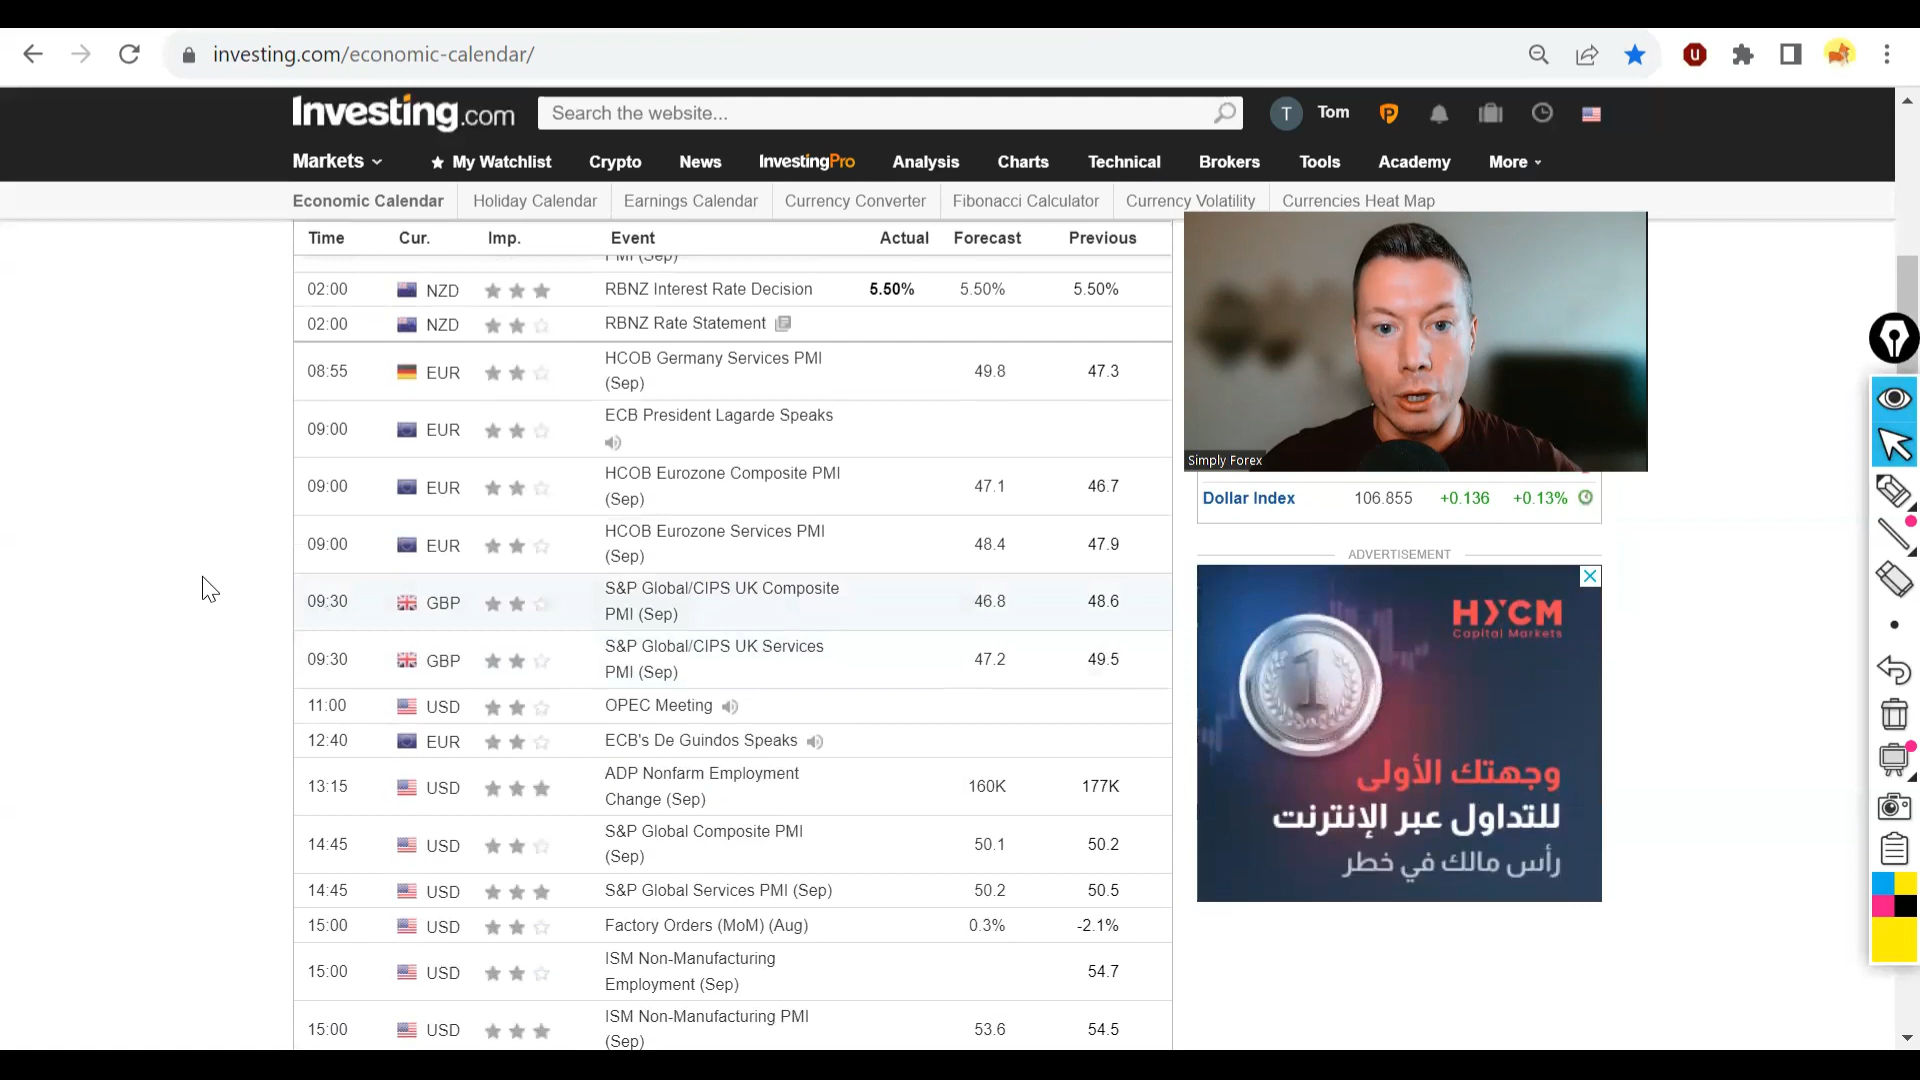 investing.com/economic-calendar/
Investing.com
Search the website...
T
Tom
Markets
My Watchlist
Crypto
News
InvestingPro
Analysis
Charts
Technical
Brokers
Tools
Academy
More
Economic Calendar
Holiday Calendar
Earnings Calendar
Currency Converter
Fibonacci Calculator
Currency Volatility
Currencies Heat Map
Time Cur. Imp. Event Actual Forecast Previous
PMI (Sep)
02:00 NZD RBNZ Interest Rate Decision 5.50% 5.50% 5.50%
02:00 NZD RBNZ Rate Statement
08:55 EUR HCOB Germany Services PMI
(Sep) 49.8 47.3
09:00 EUR ECB President Lagarde Speaks
09:00 EUR HCOB Eurozone Composite PMI
(Sep) 47.1 46.7
09:00 EUR HCOB Eurozone Services PMI
(Sep) 48.4 47.9
09:30 GBP S&P Global/CIPS UK Composite
PMI (Sep) 46.8 48.6
09:30 GBP S&P Global/CIPS UK Services
PMI (Sep) 47.2 49.5
11:00 USD OPEC Meeting
12:40 EUR ECB's De Guindos Speaks
13:15 USD ADP Nonfarm Employment
Change (Sep) 160K 177K
14:45 USD S&P Global Composite PMI
(Sep) 50.1 50.2
14:45 USD S&P Global Services PMI (Sep) 50.2 50.5
15:00 USD Factory Orders (MoM) (Aug) 0.3% -2.1%
15:00 USD ISM Non-Manufacturing
Employment (Sep) 54.7
15:00 USD ISM Non-Manufacturing PMI
(Sep) 53.6 54.5
Simply Forex
Dollar Index 106.855 +0.136 +0.13%
ADVERTISEMENT
HYCM
Capital Markets
1
وجهتك الأولى
للتداول عبر الإنترنت
رأس مالك في خطر